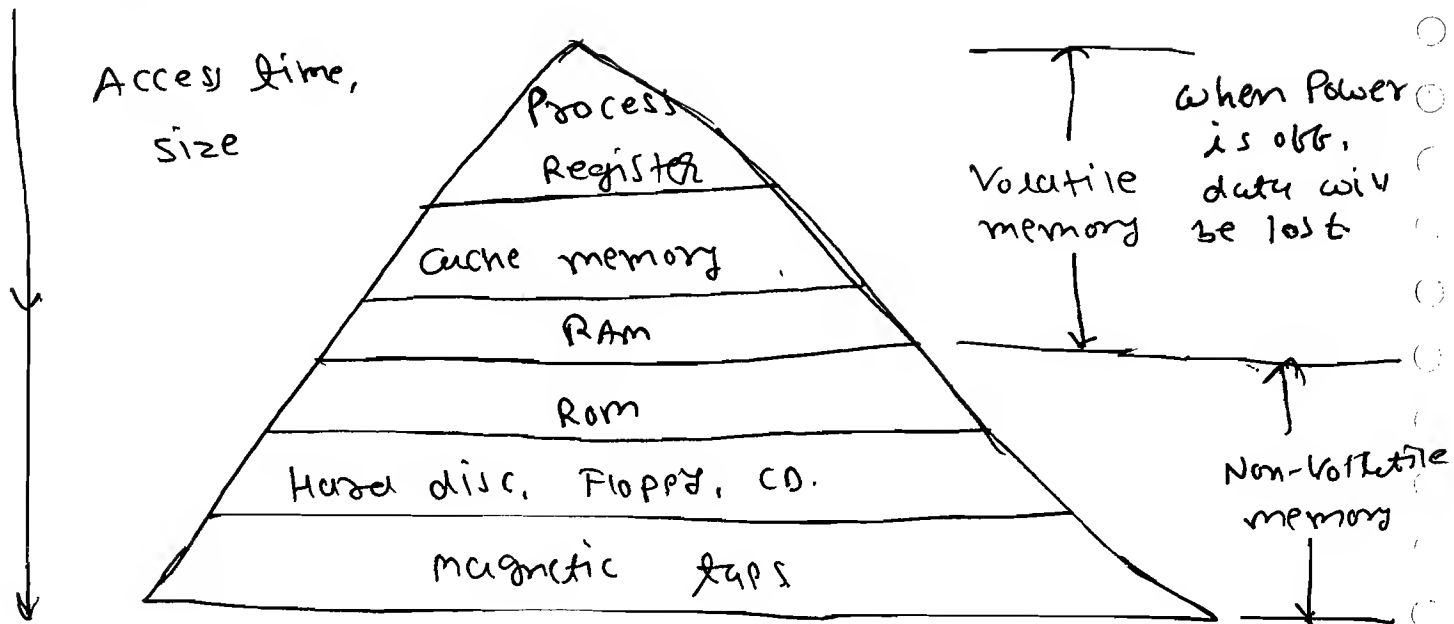 Access time,
size
Process
Register
Cache memory
RAM
ROM
Hard disc, Floppy, CD.
magnetic taps
Volatile
memory
when Power
is off,
data will
be lost
Non-Volatile
memory